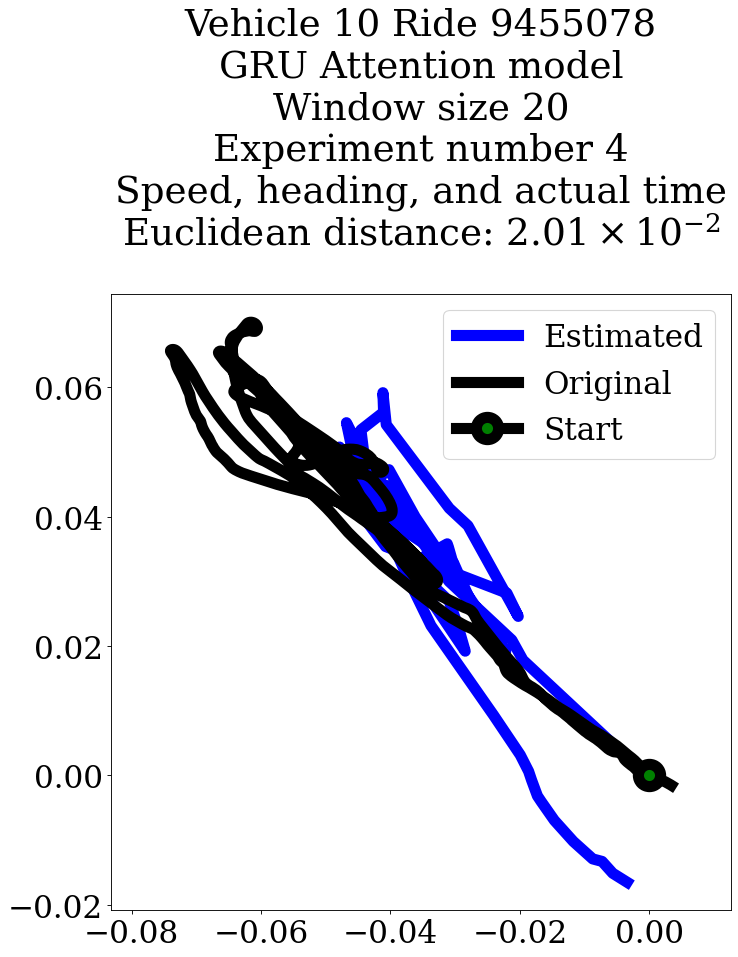 Vehicle 10 Ride 9455078
GRU Attention model
Window size 20
Experiment number 4
Speed, heading, and actual time
Euclidean distance: 2.01 × 10⁻²
Estimated
Original
Start
0.06
0.04
0.02
0.00
−0.02
−0.08 −0.06 −0.04 −0.02 0.00